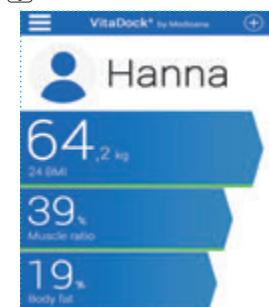 VitaDock® by Medisana
Hanna
64,2 kg
24 BMI
39%
Muscle ratio
19%
Body fat